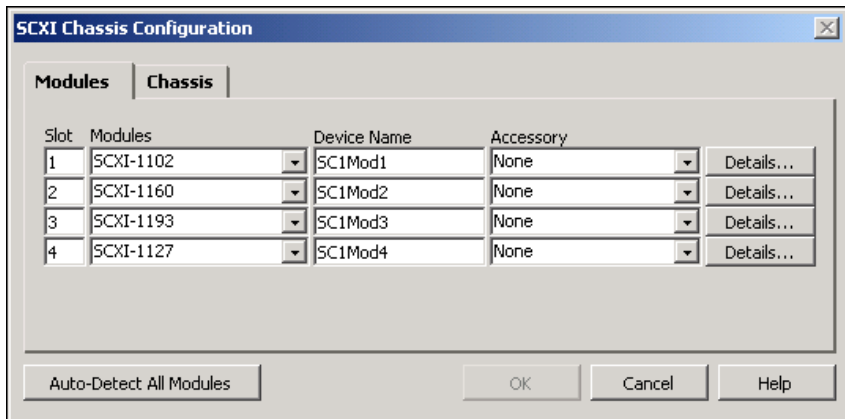 SCXI Chassis Configuration
Modules Chassis
Slot Modules Device Name Accessory
1 SCXI-1102 SC1Mod1 None Details...
2 SCXI-1160 SC1Mod2 None Details...
3 SCXI-1193 SC1Mod3 None Details...
4 SCXI-1127 SC1Mod4 None Details...
Auto-Detect All Modules OK Cancel Help